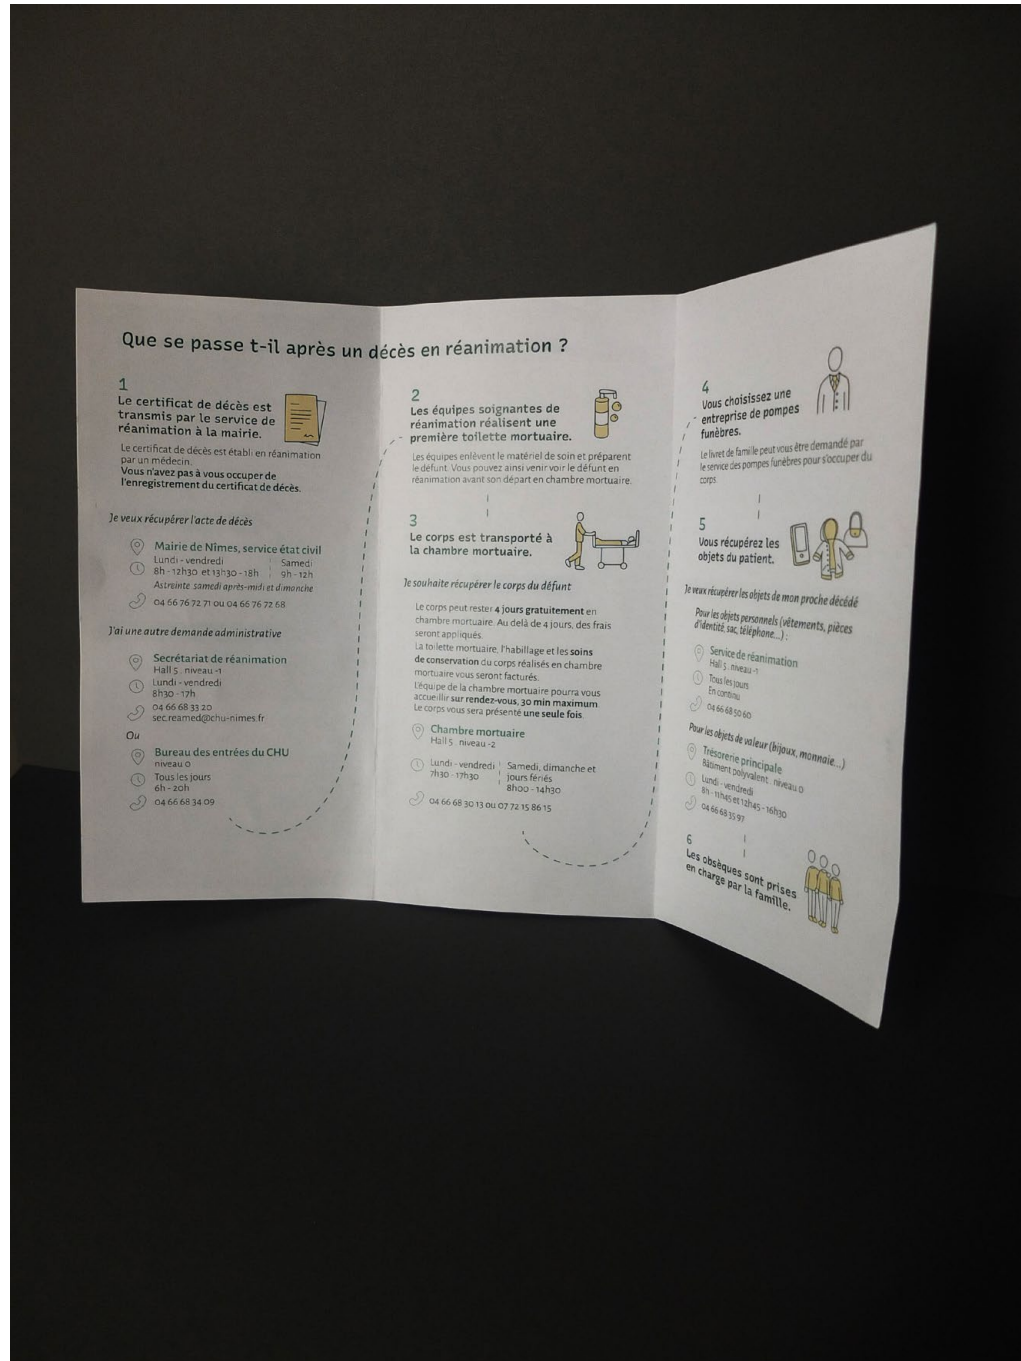 Que se passe t-il après un décès en réanimation ?
1
Le certificat de décès est
transmis par le service de
réanimation à la mairie.
Le certificat de décès est établi en réanimation
par un médecin.
Vous n'avez pas à vous occuper de
l'enregistrement du certificat de décès.
Je veux récupérer l'acte de décès
Mairie de Nîmes, service état civil
Lundi - vendredi
8h - 12h30 et 13h30 - 18h
Samedi
9h - 12h
Astreinte samedi après-midi et dimanche
04 66 76 72 71 ou 04 66 76 72 68
J'ai une autre demande administrative
Secrétariat de réanimation
Hall 5 . niveau -1
Lundi - vendredi
8h30 - 17h
04 66 68 33 20
sec.reamed@chu-nimes.fr
Ou
Bureau des entrées du CHU
niveau 0
Tous les jours
6h - 20h
04 66 68 34 09
2
Les équipes soignantes de
réanimation réalisent une
première toilette mortuaire.
Les équipes enlèvent le matériel de soin et préparent
le défunt. Vous pouvez ainsi venir voir le défunt en
réanimation avant son départ en chambre mortuaire.
3
Le corps est transporté à
la chambre mortuaire.
Je souhaite récupérer le corps du défunt
Le corps peut rester 4 jours gratuitement en
chambre mortuaire. Au delà de 4 jours, des frais
seront appliqués.
La toilette mortuaire, l'habillage et les soins
de conservation du corps réalisés en chambre
mortuaire vous seront facturés.
L'équipe de la chambre mortuaire pourra vous
accueillir sur rendez-vous, 30 min maximum.
Le corps vous sera présenté une seule fois.
Chambre mortuaire
Hall 5 . niveau -2
Lundi - vendredi
7h30 - 17h30
Samedi, dimanche et
jours fériés
8h00 - 14h30
04 66 68 30 13 ou 07 72 15 86 15
4
Vous choisissez une
entreprise de pompes
funèbres.
Le livret de famille peut vous être demandé par
le service des pompes funèbres pour s'occuper du
corps.
5
Vous récupérez les
objets du patient.
Je veux récupérer les objets de mon proche décédé
Pour les objets personnels (vêtements, pièces
d'identité, sac, téléphone...) :
Service de réanimation
Hall 5 . niveau -1
Tous les jours
En continu
04 66 68 50 60
Pour les objets de valeur (bijoux, monnaie...)
Trésorerie principale
Bâtiment polyvalent . niveau 0
Lundi - vendredi
8h - 11h45 et 12h45 - 16h30
04 66 68 35 97
6
Les obsèques sont prises
en charge par la famille.